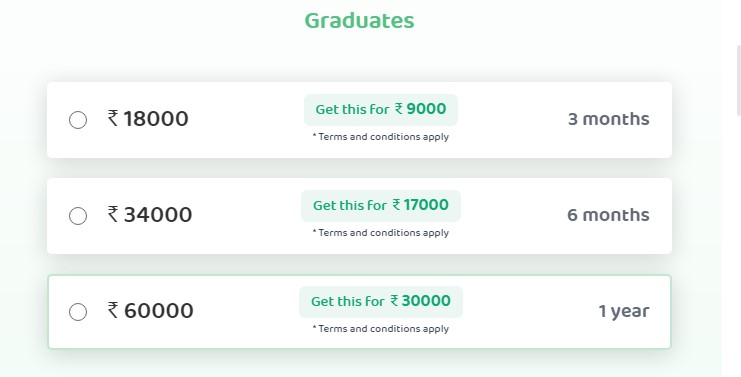 Graduates
₹ 18000
Get this for ₹ 9000
* Terms and conditions apply
3 months
₹ 34000
Get this for ₹ 17000
* Terms and conditions apply
6 months
₹ 60000
Get this for ₹ 30000
* Terms and conditions apply
1 year